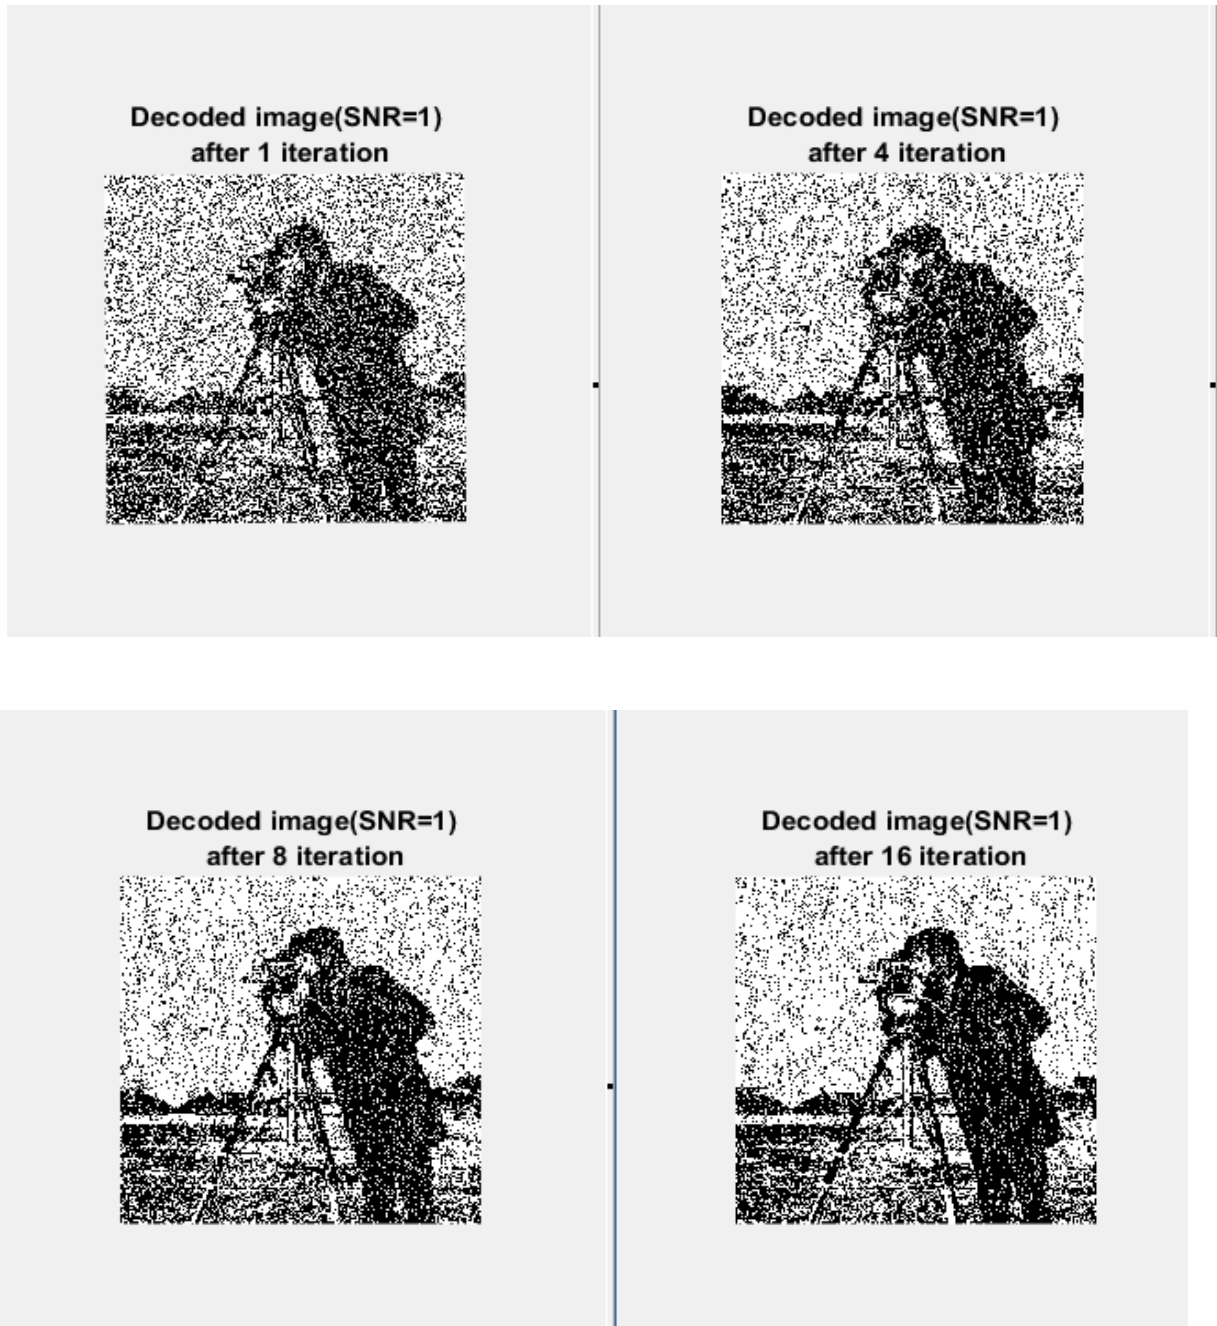 Decoded image(SNR=1)
after 1 iteration
Decoded image(SNR=1)
after 4 iteration
Decoded image(SNR=1)
after 8 iteration
Decoded image(SNR=1)
after 16 iteration